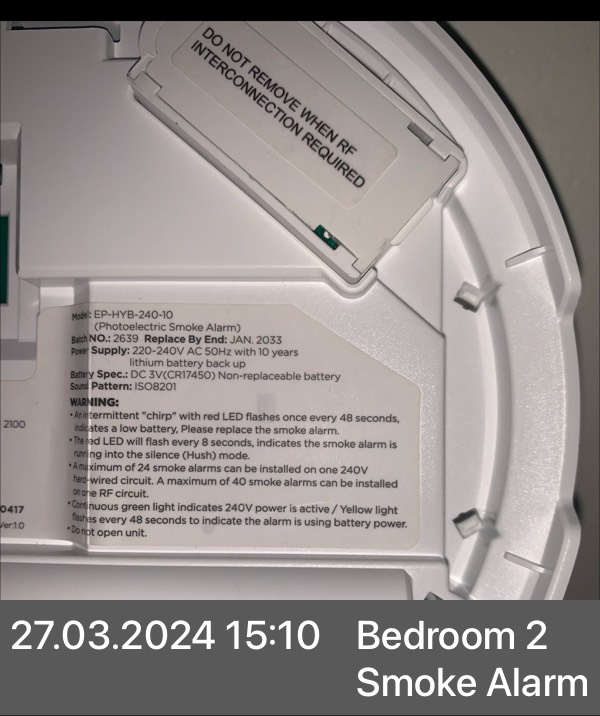 DO NOT REMOVE WHEN RF
INTERCONNECTION REQUIRED
Model: EP-HYB-240-10
(Photoelectric Smoke Alarm)
Batch NO.: 2639 Replace By End: JAN. 2033
Power Supply: 220-240V AC 50Hz with 10 years
lithium battery back up
Battery Spec.: DC 3V(CR17450) Non-replaceable battery
Sound Pattern: ISO8201
WARNING:
• An intermittent "chirp" with red LED flashes once every 48 seconds,
indicates a low battery, Please replace the smoke alarm.
• The red LED will flash every 8 seconds, indicates the smoke alarm is
running into the silence (Hush) mode.
• A maximum of 24 smoke alarms can be installed on one 240V
hard-wired circuit. A maximum of 40 smoke alarms can be installed
on one RF circuit.
• Continuous green light indicates 240V power is active / Yellow light
flashes every 48 seconds to indicate the alarm is using battery power.
• Do not open unit.
2100
0417
Ver:1.0
27.03.2024 15:10 Bedroom 2
Smoke Alarm